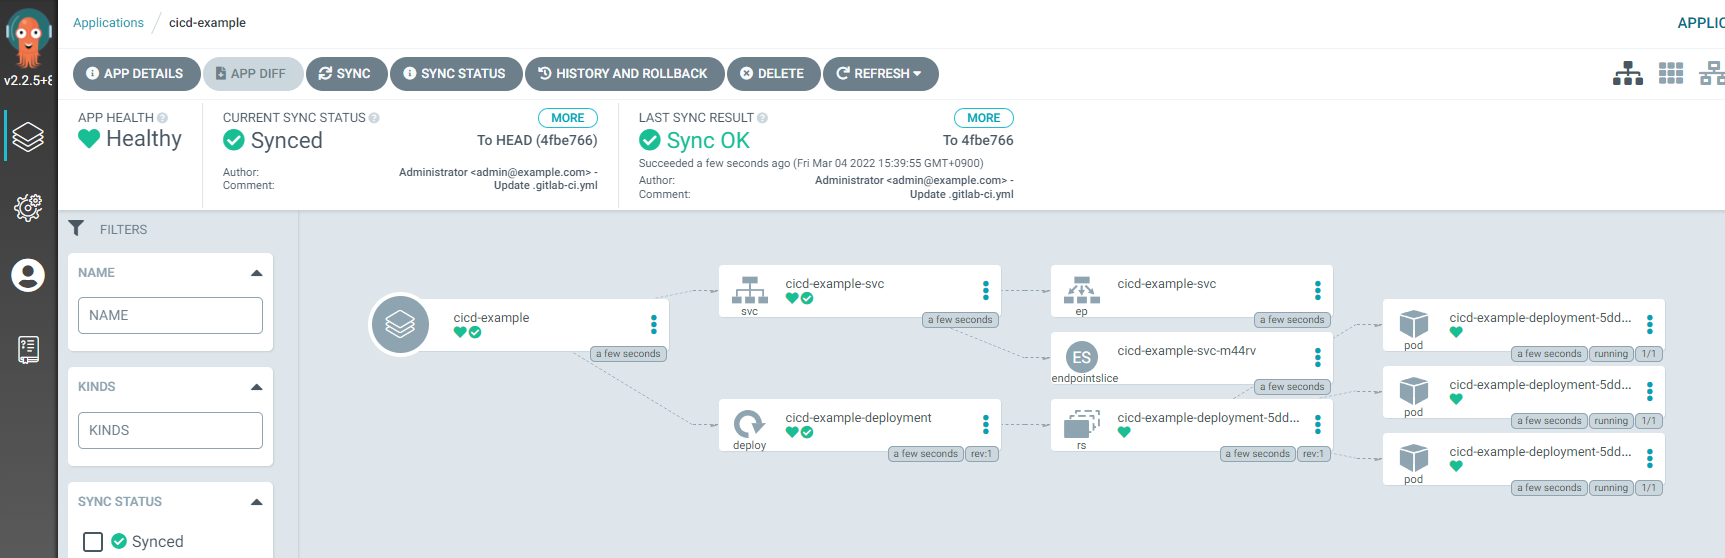 Applications / cicd-example
APPLIC
v2.2.5+8
APP DETAILS
APP DIFF
SYNC
SYNC STATUS
HISTORY AND ROLLBACK
DELETE
REFRESH
APP HEALTH
Healthy
CURRENT SYNC STATUS
MORE
Synced
To HEAD (4fbe766)
Author: Administrator <admin@example.com> -
Comment: Update .gitlab-ci.yml
LAST SYNC RESULT
MORE
Sync OK
To 4fbe766
Succeeded a few seconds ago (Fri Mar 04 2022 15:39:55 GMT+0900)
Author: Administrator <admin@example.com> -
Comment: Update .gitlab-ci.yml
FILTERS
NAME
NAME
KINDS
KINDS
SYNC STATUS
Synced
cicd-example
a few seconds
cicd-example-svc
svc
a few seconds
cicd-example-deployment
deploy
a few seconds rev:1
cicd-example-svc
ep
a few seconds
ES
cicd-example-svc-m44rv
endpointslice
a few seconds
cicd-example-deployment-5dd...
rs
a few seconds rev:1
cicd-example-deployment-5dd...
pod
a few seconds running 1/1
cicd-example-deployment-5dd...
pod
a few seconds running 1/1
cicd-example-deployment-5dd...
pod
a few seconds running 1/1